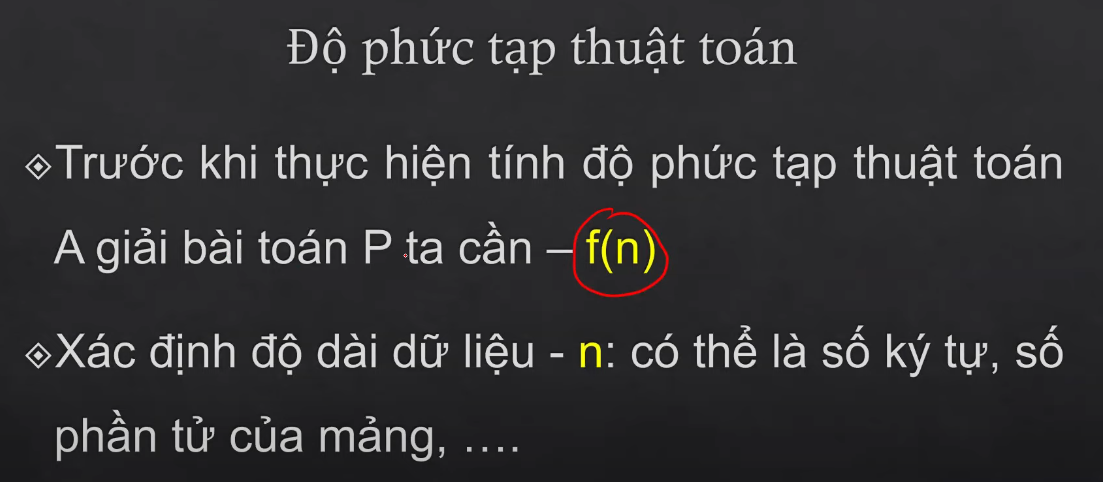 Độ phức tạp thuật toán
Trước khi thực hiện tính độ phức tạp thuật toán
A giải bài toán P ta cần – f(n)
Xác định độ dài dữ liệu - n: có thể là số ký tự, số
phần tử của mảng, ….